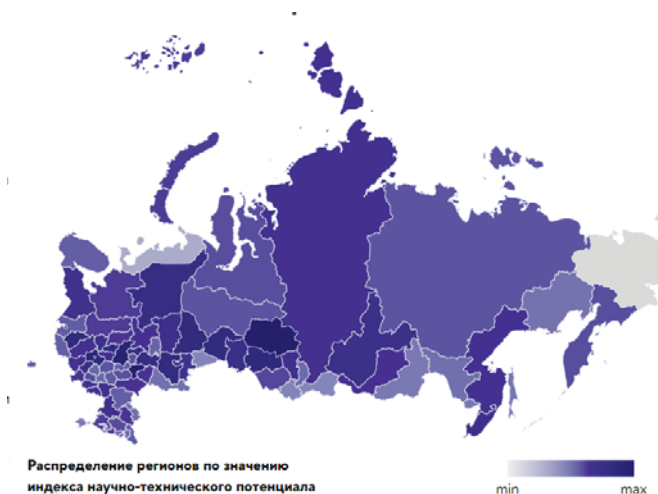 Распределение регионов по значению
индекса научно-технического потенциала
min max